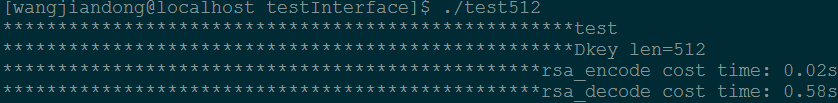 [wangjiandong@localhost testInterface]$ ./test512
*****************************************************test
*****************************************************Dkey len=512
**************************************************rsa_encode cost time: 0.02s
**************************************************rsa_decode cost time: 0.58s